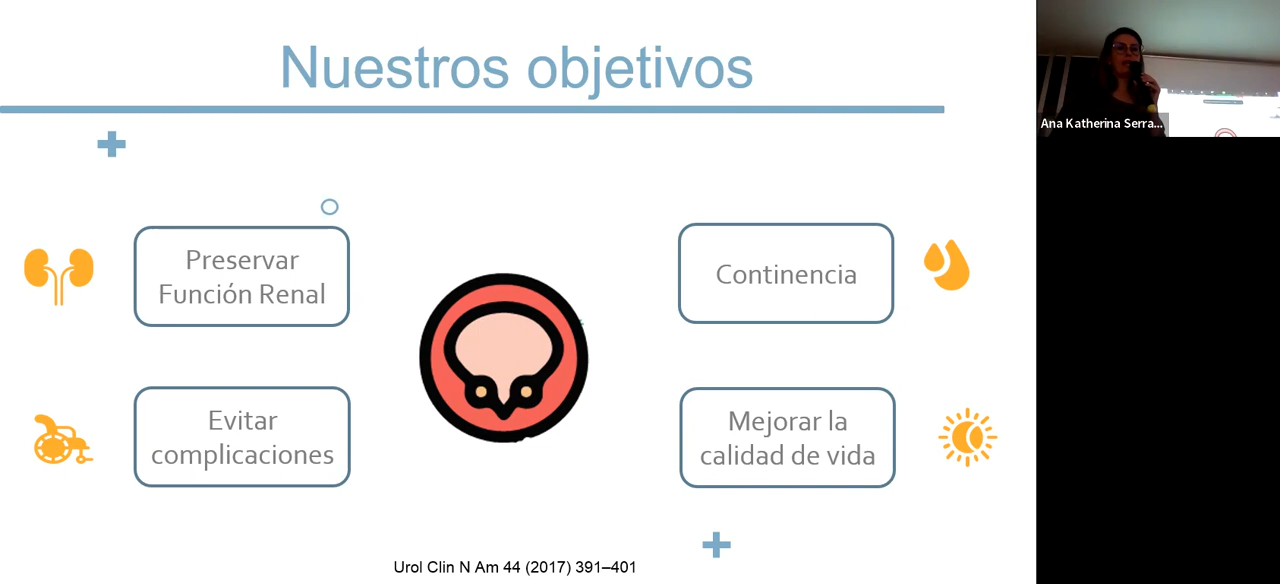 Nuestros objetivos
Preservar
Función Renal
Evitar
complicaciones
Continencia
Mejorar la
calidad de vida
Urol Clin N Am 44 (2017) 391–401
Ana Katherina Serra...